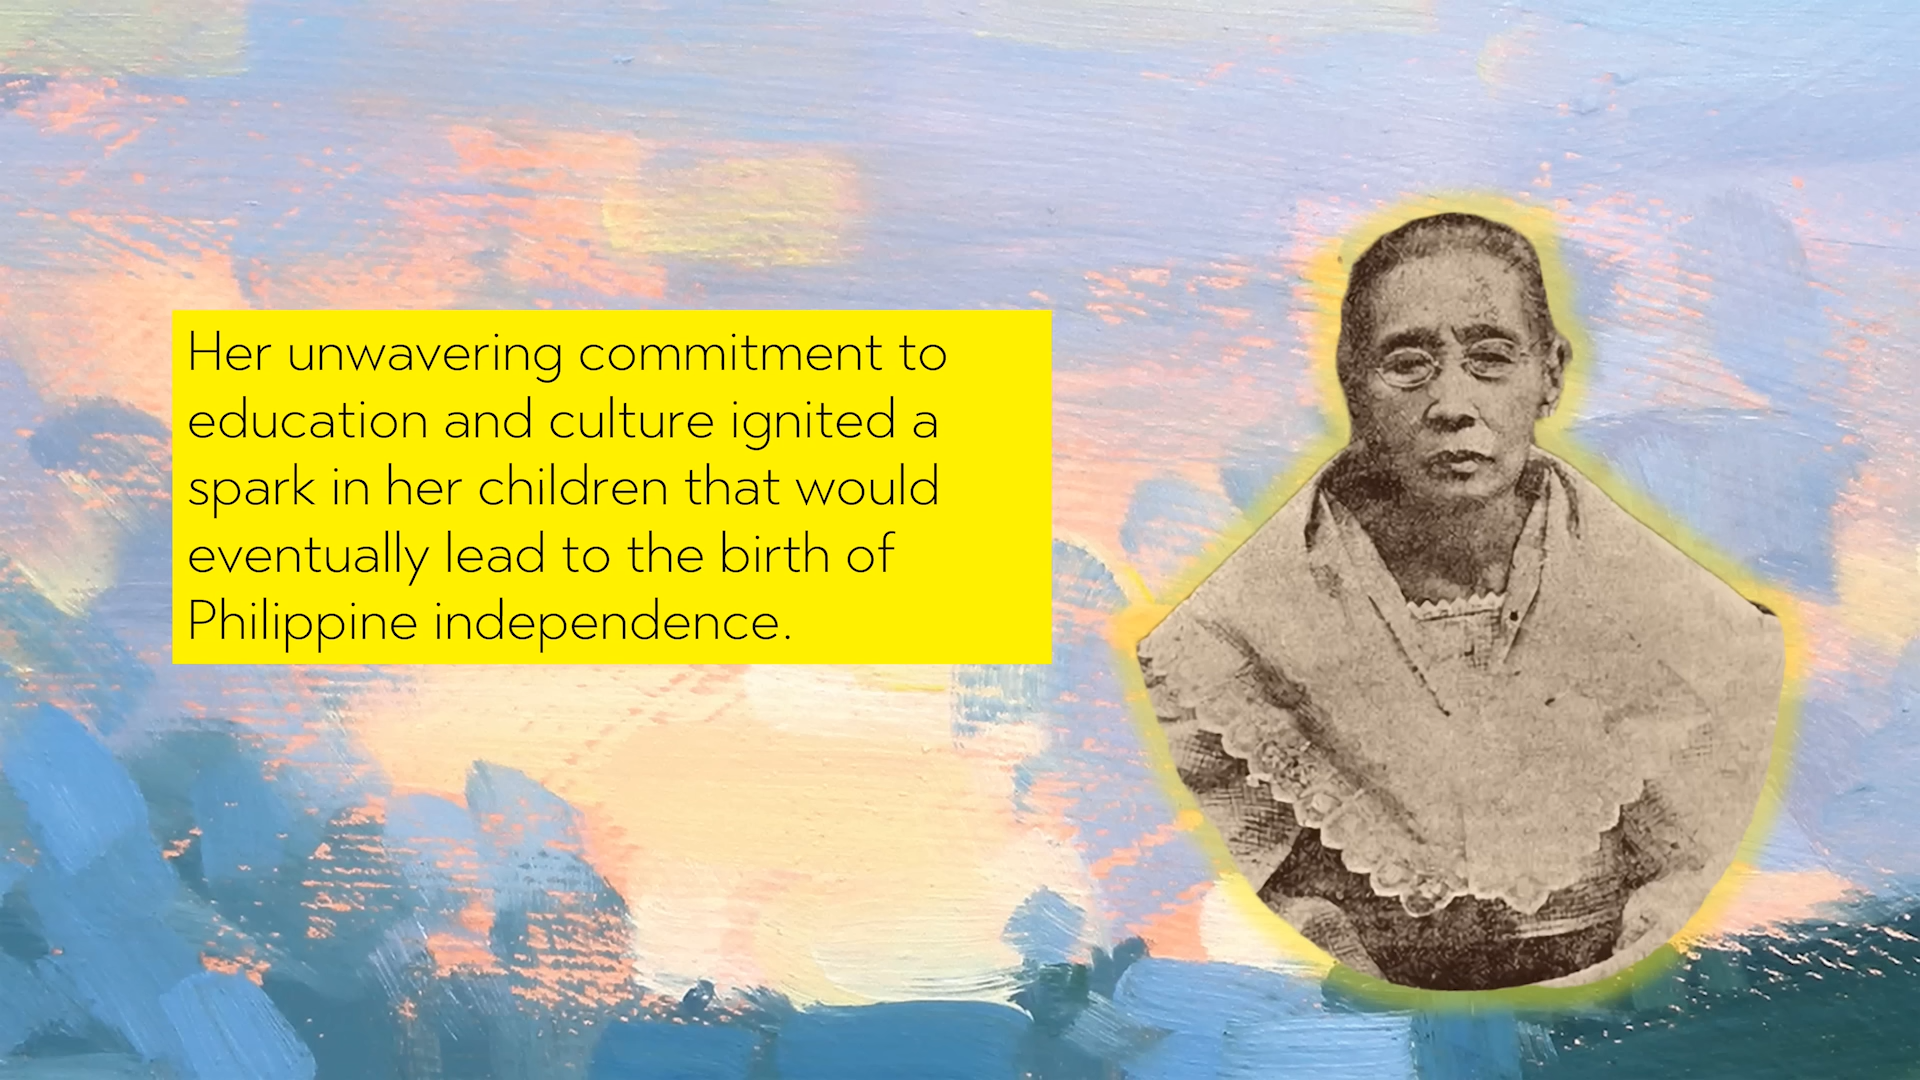 Her unwavering commitment to
education and culture ignited a
spark in her children that would
eventually lead to the birth of
Philippine independence.